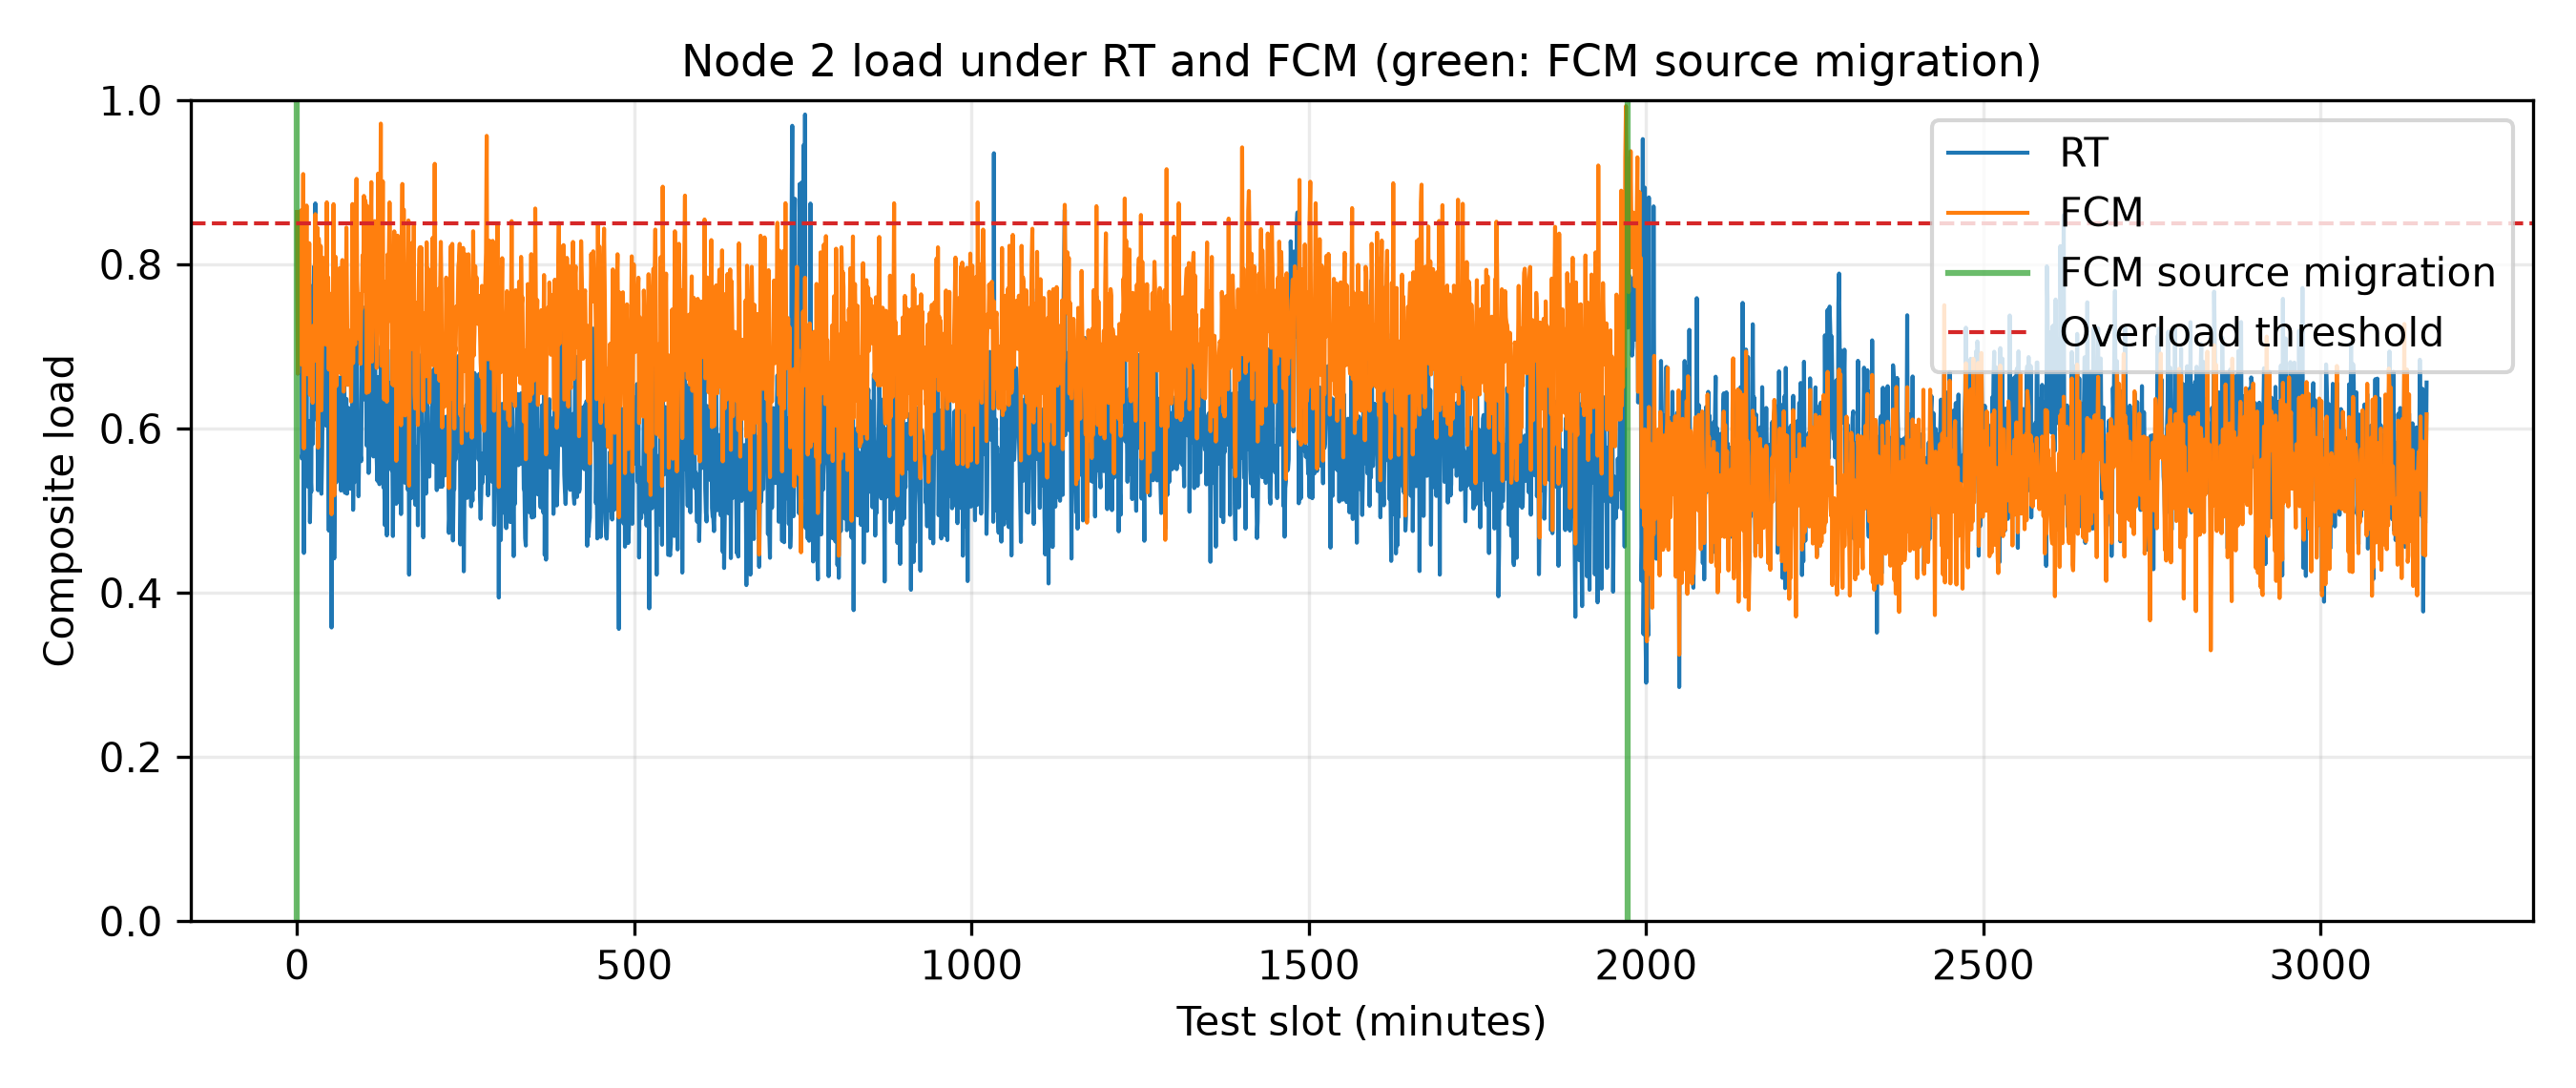 Node 2 load under RT and FCM (green: FCM source migration)
1.0
0.8
0.6
0.4
0.2
0.0
Composite load
RT
FCM
FCM source migration
Overload threshold
0 500 1000 1500 2000 2500 3000
Test slot (minutes)